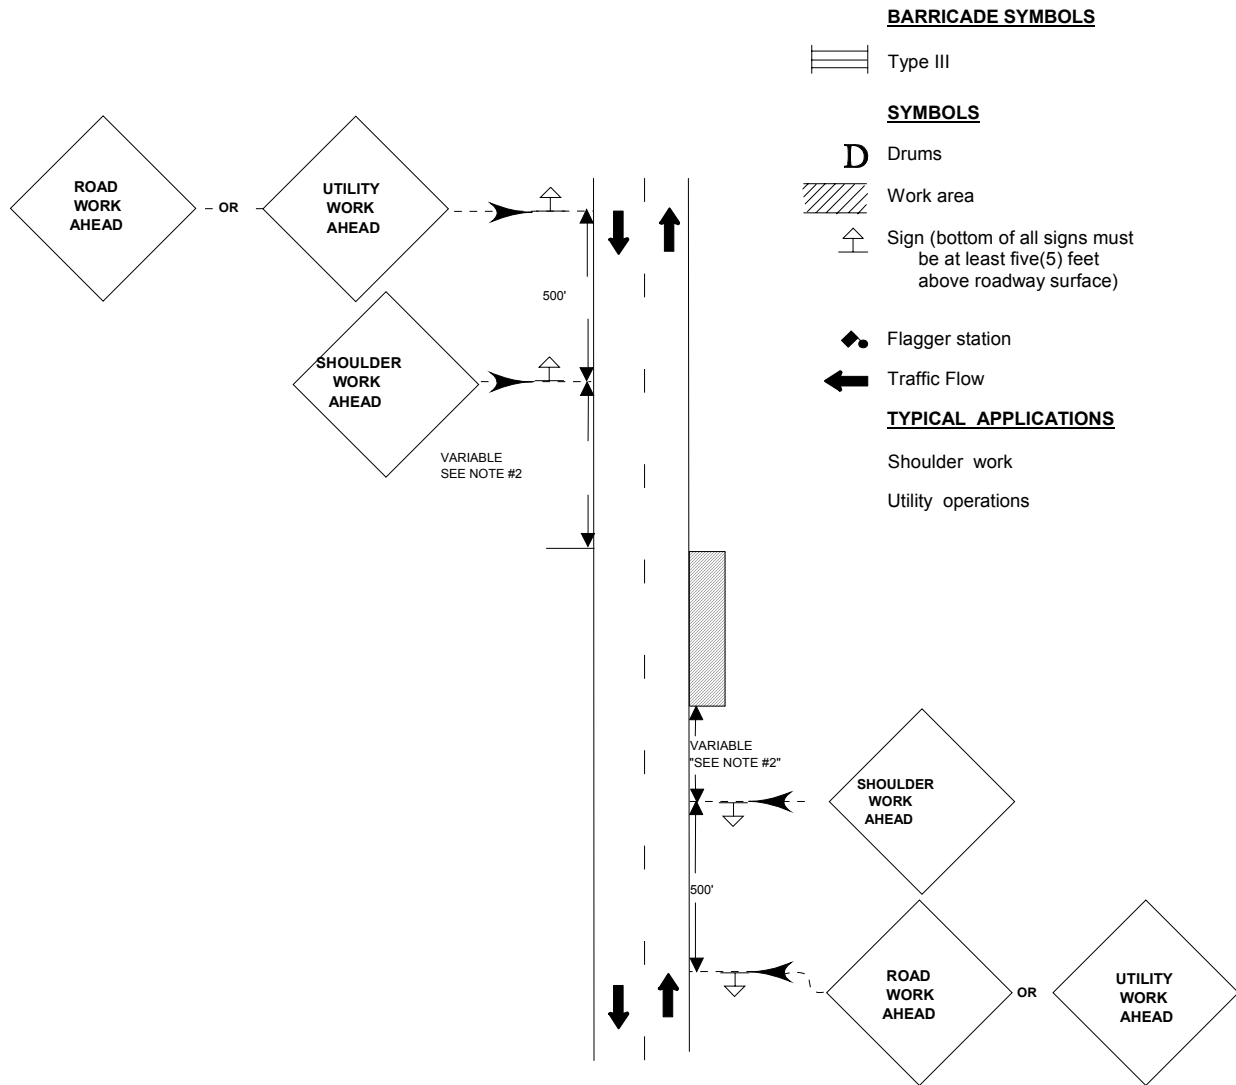 BARRICADE SYMBOLS
Type III
SYMBOLS
D Drums
Work area
Sign (bottom of all signs must
be at least five(5) feet
above roadway surface)
Flagger station
Traffic Flow
TYPICAL APPLICATIONS
Shoulder work
Utility operations
ROAD
WORK
AHEAD
OR
UTILITY
WORK
AHEAD
500'
SHOULDER
WORK
AHEAD
VARIABLE
SEE NOTE #2
VARIABLE
"SEE NOTE #2"
SHOULDER
WORK
AHEAD
500'
ROAD
WORK
AHEAD
OR
UTILITY
WORK
AHEAD